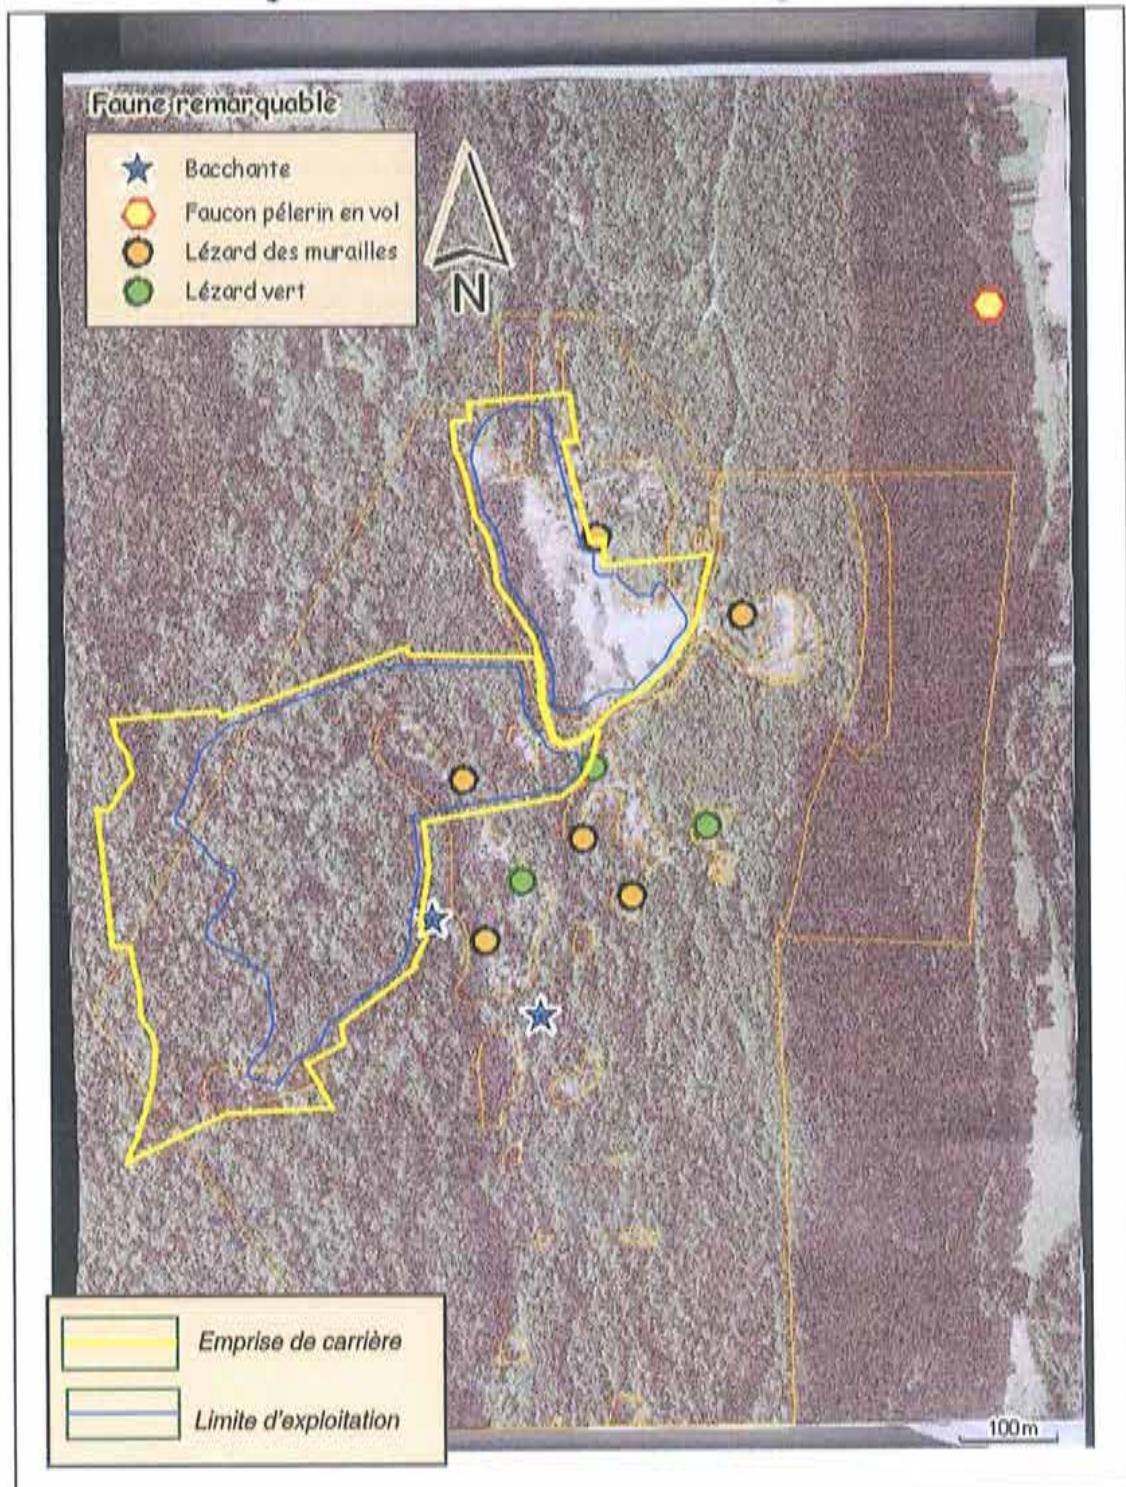 Faune remarquable
Bacchante
Faucon pélerin en vol
Lézard des murailles
Lézard vert
N
Emprise de carrière
Limite d'exploitation
100m